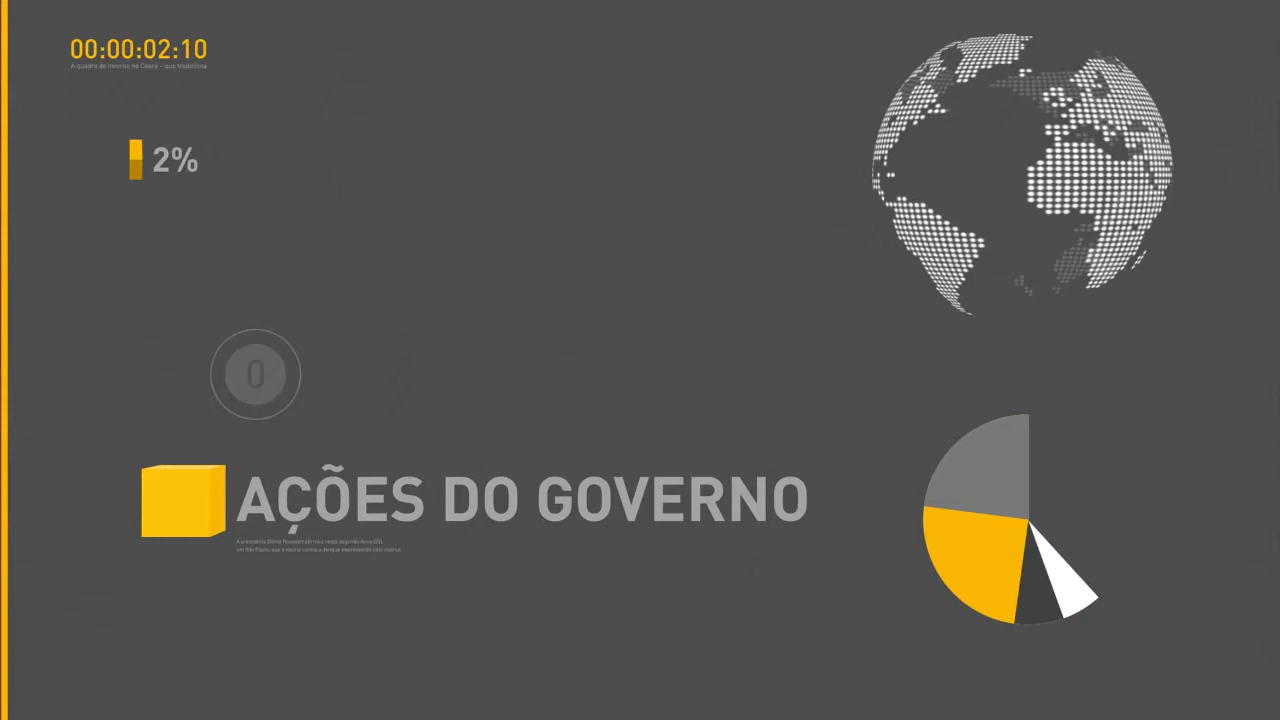 00:00:02:10
A quadra de inverno no Ceará – que tradiciona
2%
0
AÇÕES DO GOVERNO
A presidente Dilma Rousseff afirmou nesta segunda-feira (22),
em São Paulo, que a vacina contra a dengue desenvolvida pelo Instituto